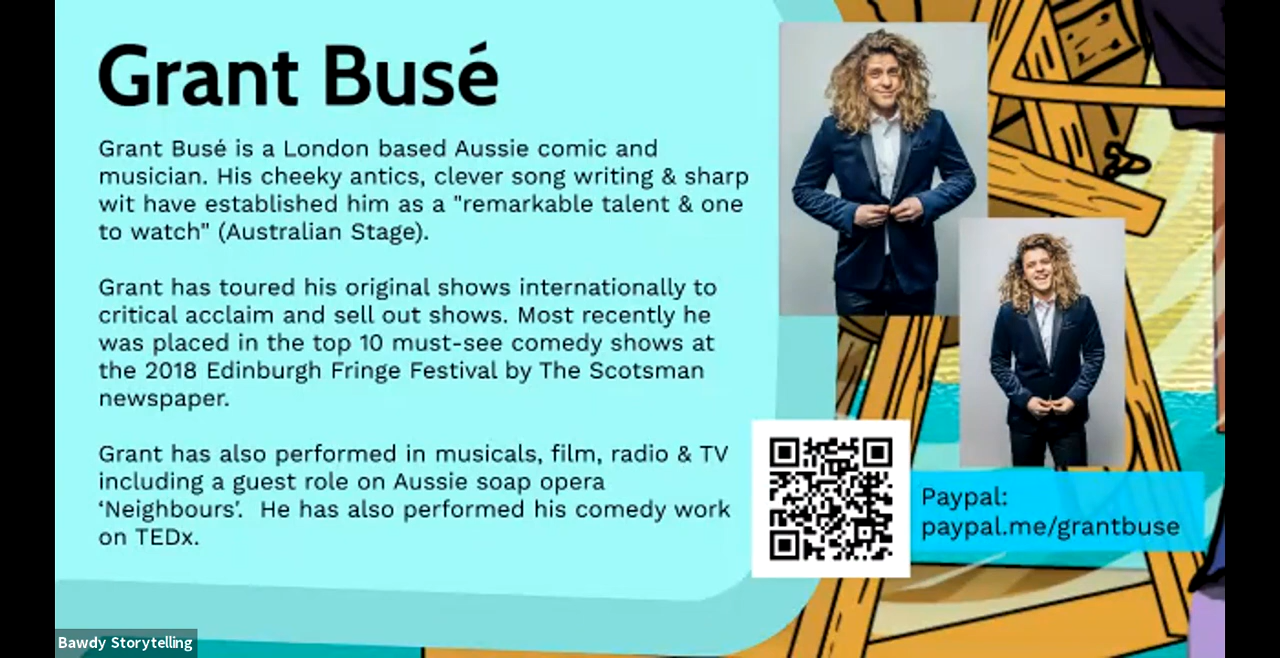 Grant Busé
Grant Busé is a London based Aussie comic and
musician. His cheeky antics, clever song writing & sharp
wit have established him as a "remarkable talent & one
to watch" (Australian Stage).
Grant has toured his original shows internationally to
critical acclaim and sell out shows. Most recently he
was placed in the top 10 must-see comedy shows at
the 2018 Edinburgh Fringe Festival by The Scotsman
newspaper.
Grant has also performed in musicals, film, radio & TV
including a guest role on Aussie soap opera
‘Neighbours’.  He has also performed his comedy work
on TEDx.
Paypal:
paypal.me/grantbuse
Bawdy Storytelling